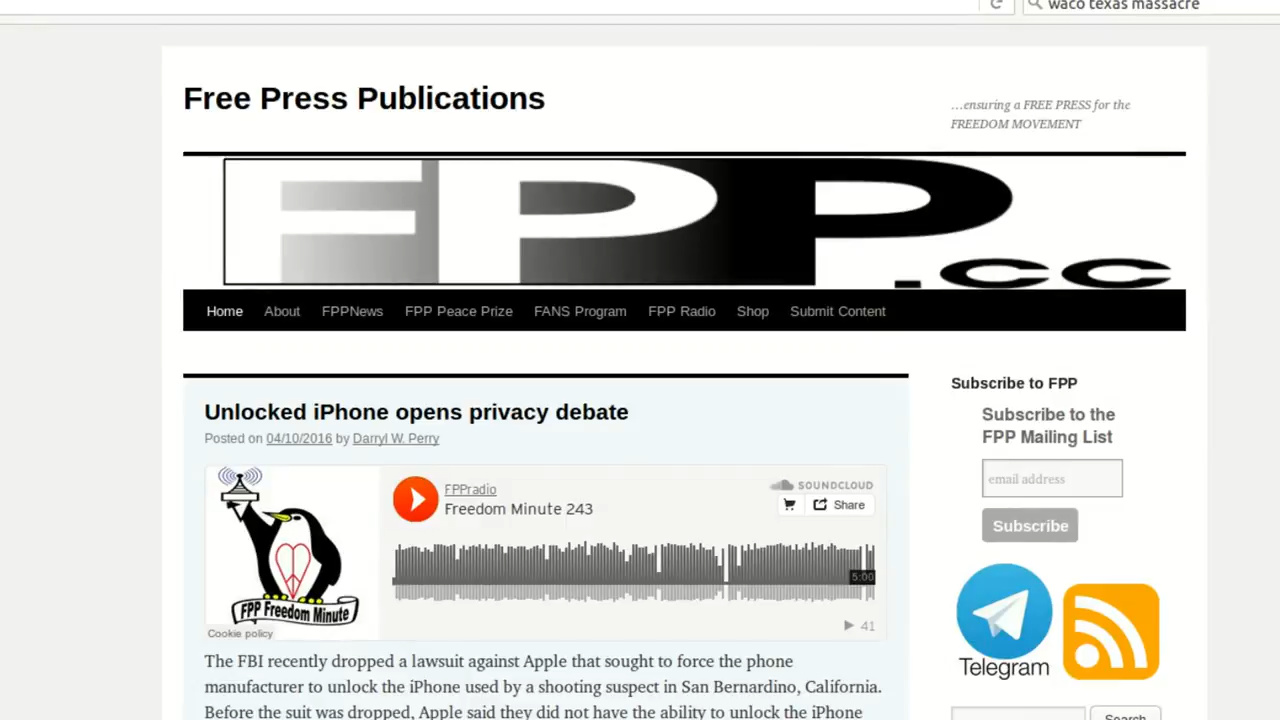 waco texas massacre
Free Press Publications
…ensuring a FREE PRESS for the
FREEDOM MOVEMENT
FPP.cc
Home About FPPNews FPP Peace Prize FANS Program FPP Radio Shop Submit Content
Unlocked iPhone opens privacy debate
Posted on 04/10/2016 by Darryl W. Perry
FPPradio
Freedom Minute 243
SOUNDCLOUD
Share
5:00
41
FPP Freedom Minute
Cookie policy
The FBI recently dropped a lawsuit against Apple that sought to force the phone
manufacturer to unlock the iPhone used by a shooting suspect in San Bernardino, California.
Before the suit was dropped, Apple said they did not have the ability to unlock the iPhone
Subscribe to FPP
Subscribe to the
FPP Mailing List
email address
Subscribe
Telegram
Search